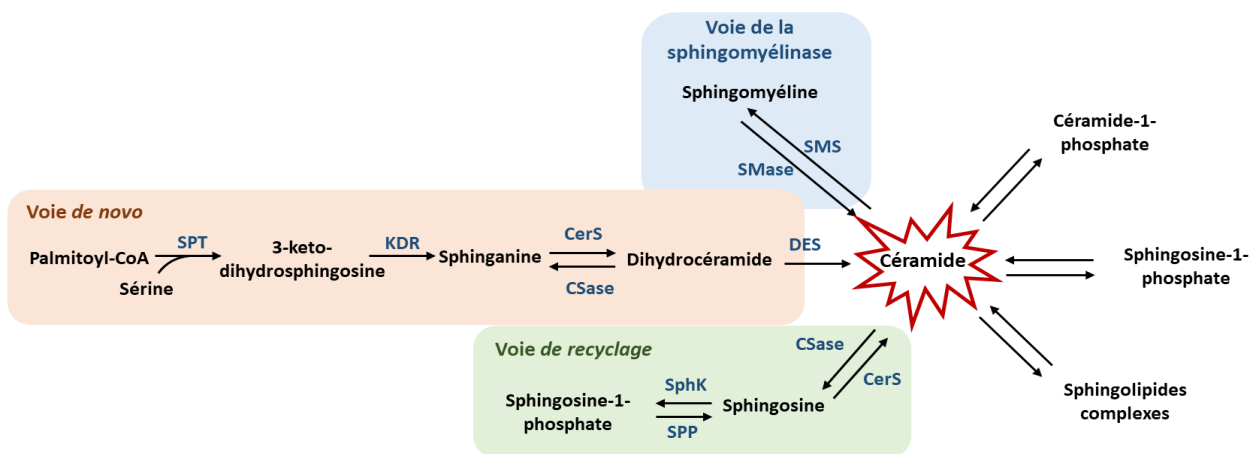 Voie de la
sphingomyélinase
Sphingomyéline
SMS
SMase
Céramide-1-
phosphate
Voie de novo
Palmitoyl-CoA
SPT
Sérine
3-keto-
dihydrosphingosine
KDR
Sphinganine
CerS
CSase
Dihydrocéramide
DES
Céramide
Sphingosine-1-
phosphate
Voie de recyclage
CSase
CerS
Sphingosine-1-
phosphate
SphK
SPP
Sphingosine
Sphingolipides
complexes